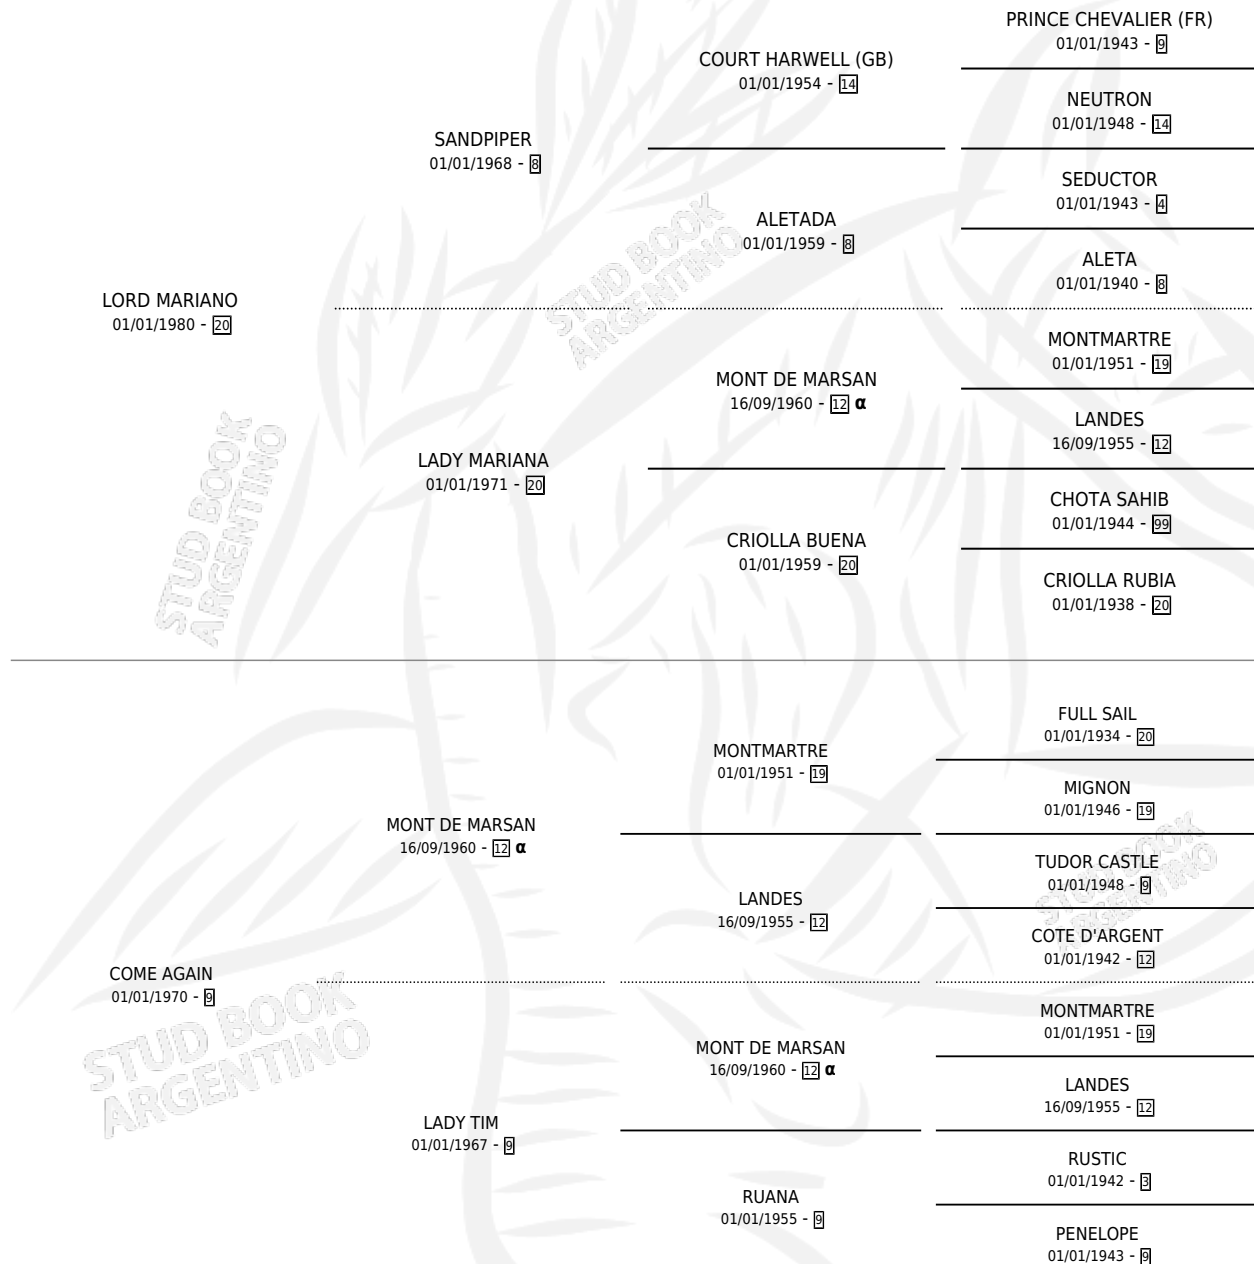 PRINCE CHEVALIER (FR)
01/01/1943 - 9
COURT HARWELL (GB)
01/01/1954 - 14
NEUTRON
01/01/1948 - 14
SANDPIPER
01/01/1968 - 8
SEDUCTOR
01/01/1943 - 4
ALETADA
01/01/1959 - 8
ALETA
01/01/1940 - 8
LORD MARIANO
01/01/1980 - 20
STUD BOOK
ARGENTINO
MONTMARTRE
01/01/1951 - 19
MONT DE MARSAN
16/09/1960 - 12 α
LANDES
16/09/1955 - 12
LADY MARIANA
01/01/1971 - 20
STUD BOOK
ARGENTINO
CHOTA SAHIB
01/01/1944 - 99
CRIOLLA BUENA
01/01/1959 - 20
CRIOLLA RUBIA
01/01/1938 - 20
FULL SAIL
01/01/1934 - 20
MONTMARTRE
01/01/1951 - 19
MIGNON
01/01/1946 - 19
MONT DE MARSAN
16/09/1960 - 12 α
TUDOR CASTLE
01/01/1948 - 9
STUD BOOK
ARGENTINO
LANDES
16/09/1955 - 12
COTE D'ARGENT
01/01/1942 - 12
COME AGAIN
01/01/1970 - 9
STUD BOOK
ARGENTINO
MONTMARTRE
01/01/1951 - 19
MONT DE MARSAN
16/09/1960 - 12 α
LANDES
16/09/1955 - 12
LADY TIM
01/01/1967 - 9
RUSTIC
01/01/1942 - 3
RUANA
01/01/1955 - 9
PENELOPE
01/01/1943 - 9